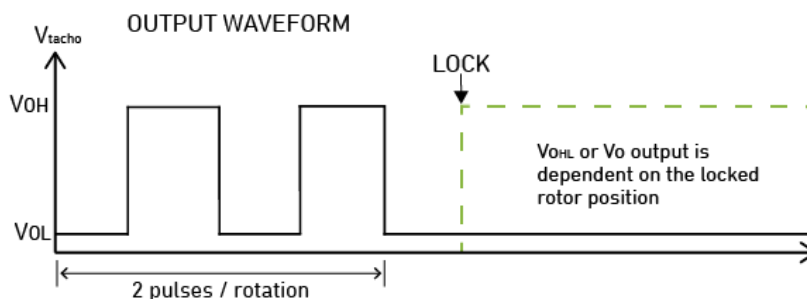 OUTPUT WAVEFORM
Vtacho
LOCK
VOH
VOHL or Vo output is
dependent on the locked
rotor position
VOL
2 pulses / rotation